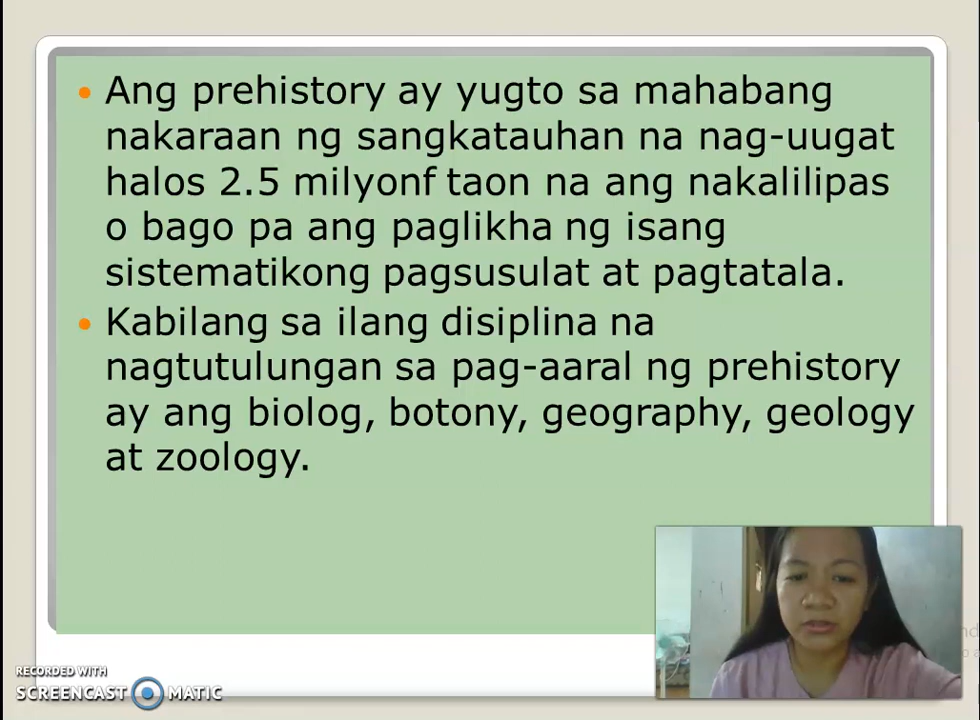 Ang prehistory ay yugto sa mahabang
nakaraan ng sangkatauhan na nag-uugat
halos 2.5 milyonf taon na ang nakalilipas
o bago pa ang paglikha ng isang
sistematikong pagsusulat at pagtatala.
Kabilang sa ilang disiplina na
nagtutulungan sa pag-aaral ng prehistory
ay ang biolog, botony, geography, geology
at zoology.
RECORDED WITH
SCREENCAST MATIC